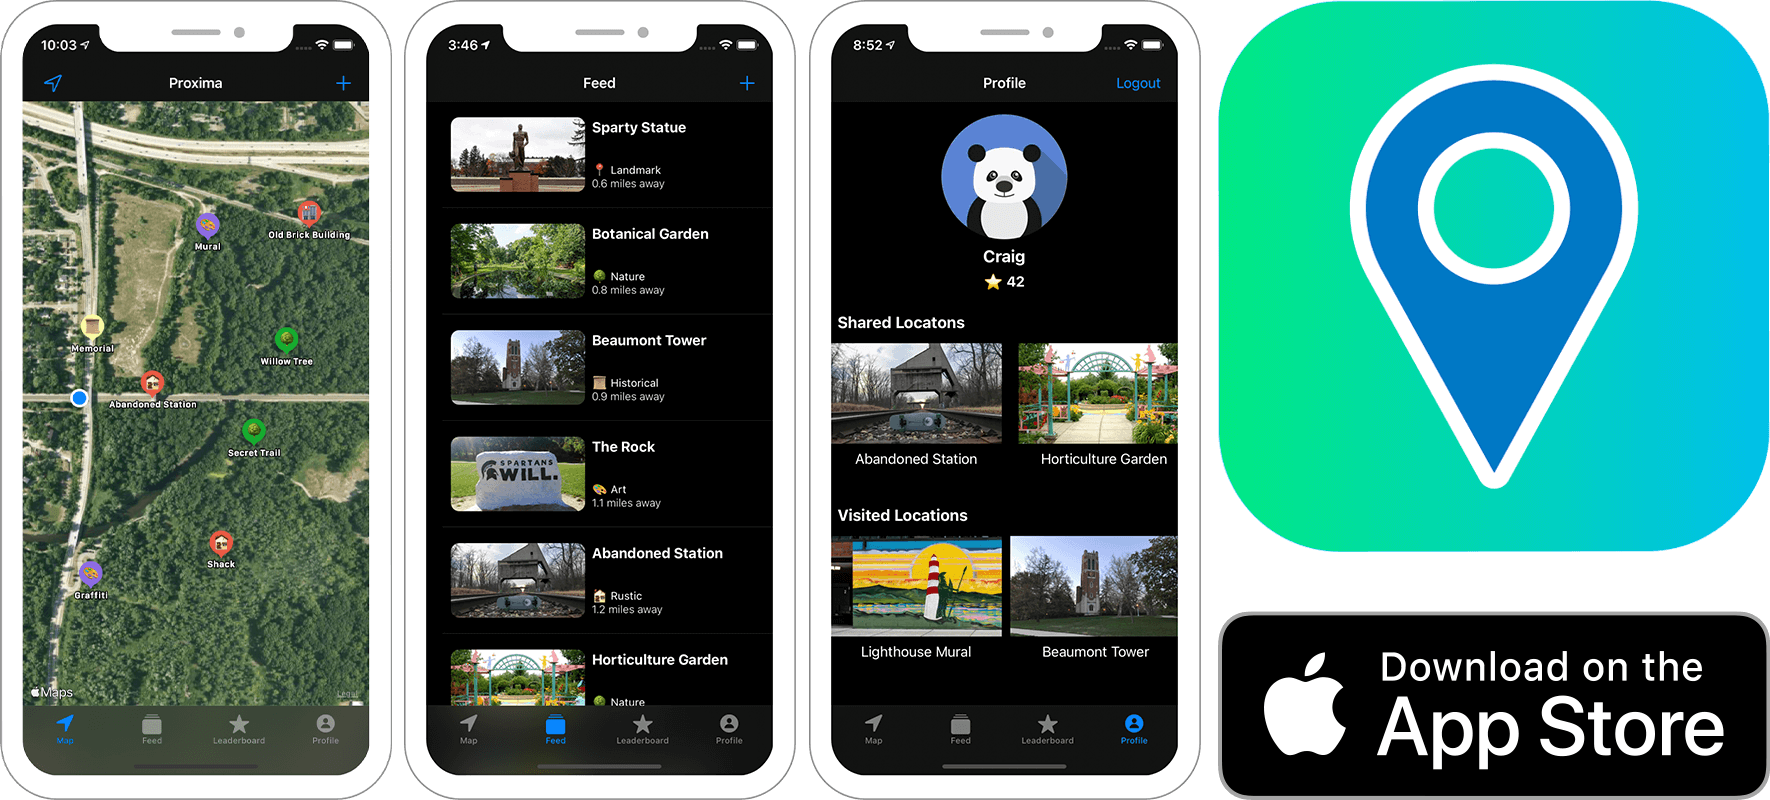 10:03
Proxima
Mural
Old Brick Building
Memorial
Willow Tree
Abandoned Station
Secret Trail
Shack
Graffiti
Maps
Legal
Map
Feed
Leaderboard
Profile
3:46
Feed
Sparty Statue
Landmark
0.6 miles away
Botanical Garden
Nature
0.8 miles away
Beaumont Tower
Historical
0.9 miles away
The Rock
SPARTANS
WILL.
Art
1.1 miles away
Abandoned Station
Rustic
1.2 miles away
Horticulture Garden
Nature
Map
Feed
Leaderboard
Profile
8:52
Profile
Logout
Craig
42
Shared Locatons
Abandoned Station
Horticulture Garden
Visited Locations
Lighthouse Mural
Beaumont Tower
Map
Feed
Leaderboard
Profile
Download on the
App Store